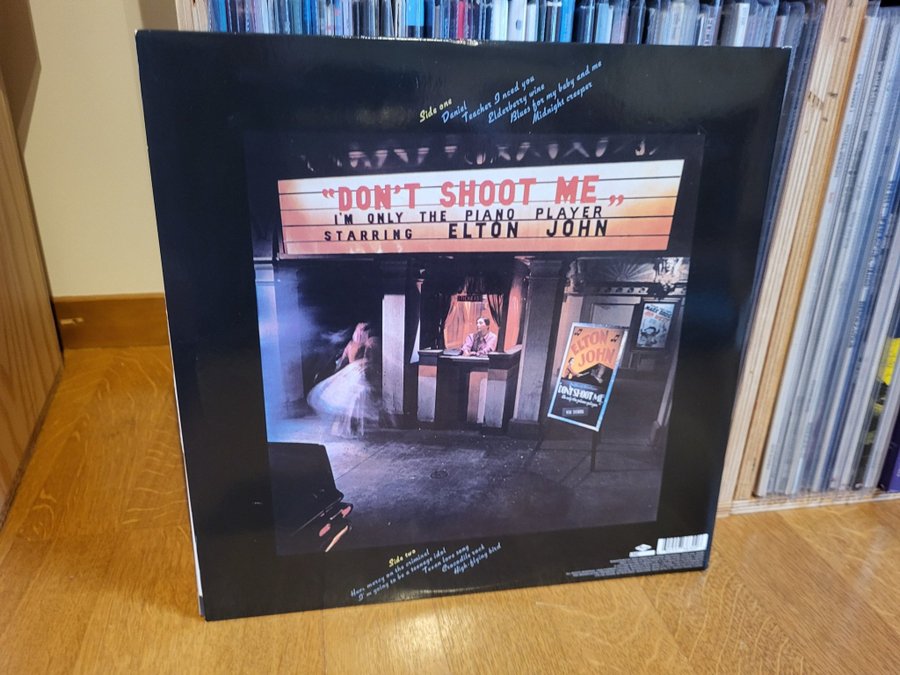 Side one
Daniel
Teacher I need you
Elderberry wine
Blues for my baby and me
Midnight creeper
"DON'T SHOOT ME„
I'M ONLY THE PIANO PLAYER
STARRING ELTON JOHN
ELTON
JOHN
DON'T SHOOT ME
Side two
Have mercy on the criminal
I'm going to be a teenage idol
Texan love song
Crocodile rock
High-flying bird